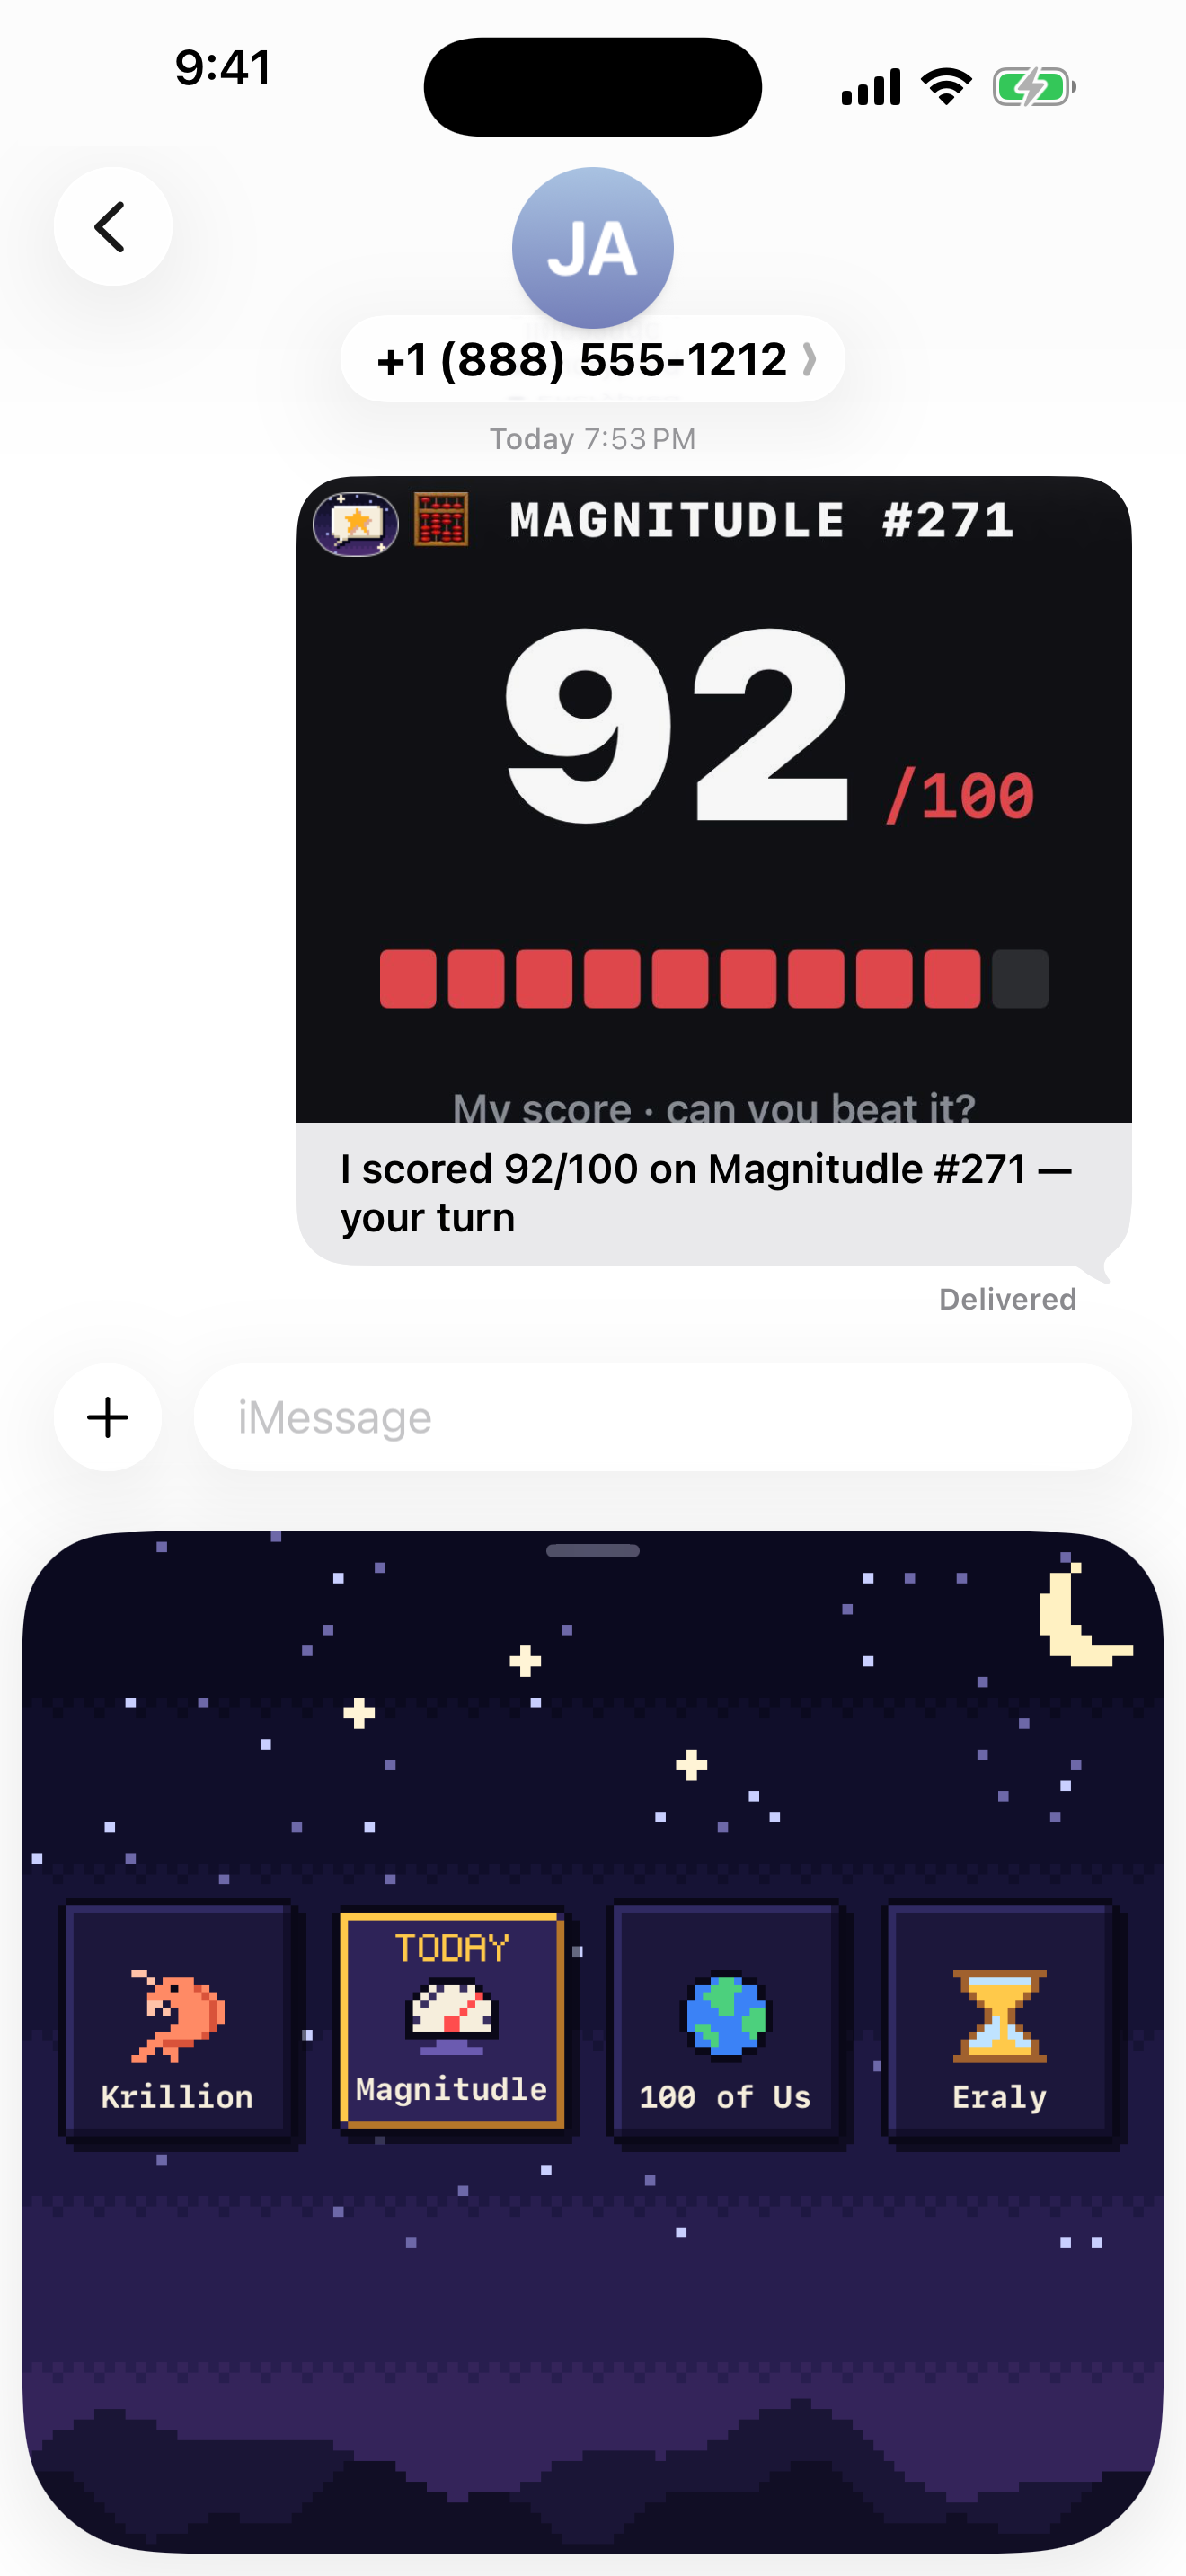 9:41
JA
+1 (888) 555-1212
Today 7:53 PM
MAGNITUDLE #271
92 /100
My score · can you beat it?
I scored 92/100 on Magnitudle #271 —
your turn
Delivered
iMessage
TODAY
Krillion
Magnitudle
100 of Us
Eraly